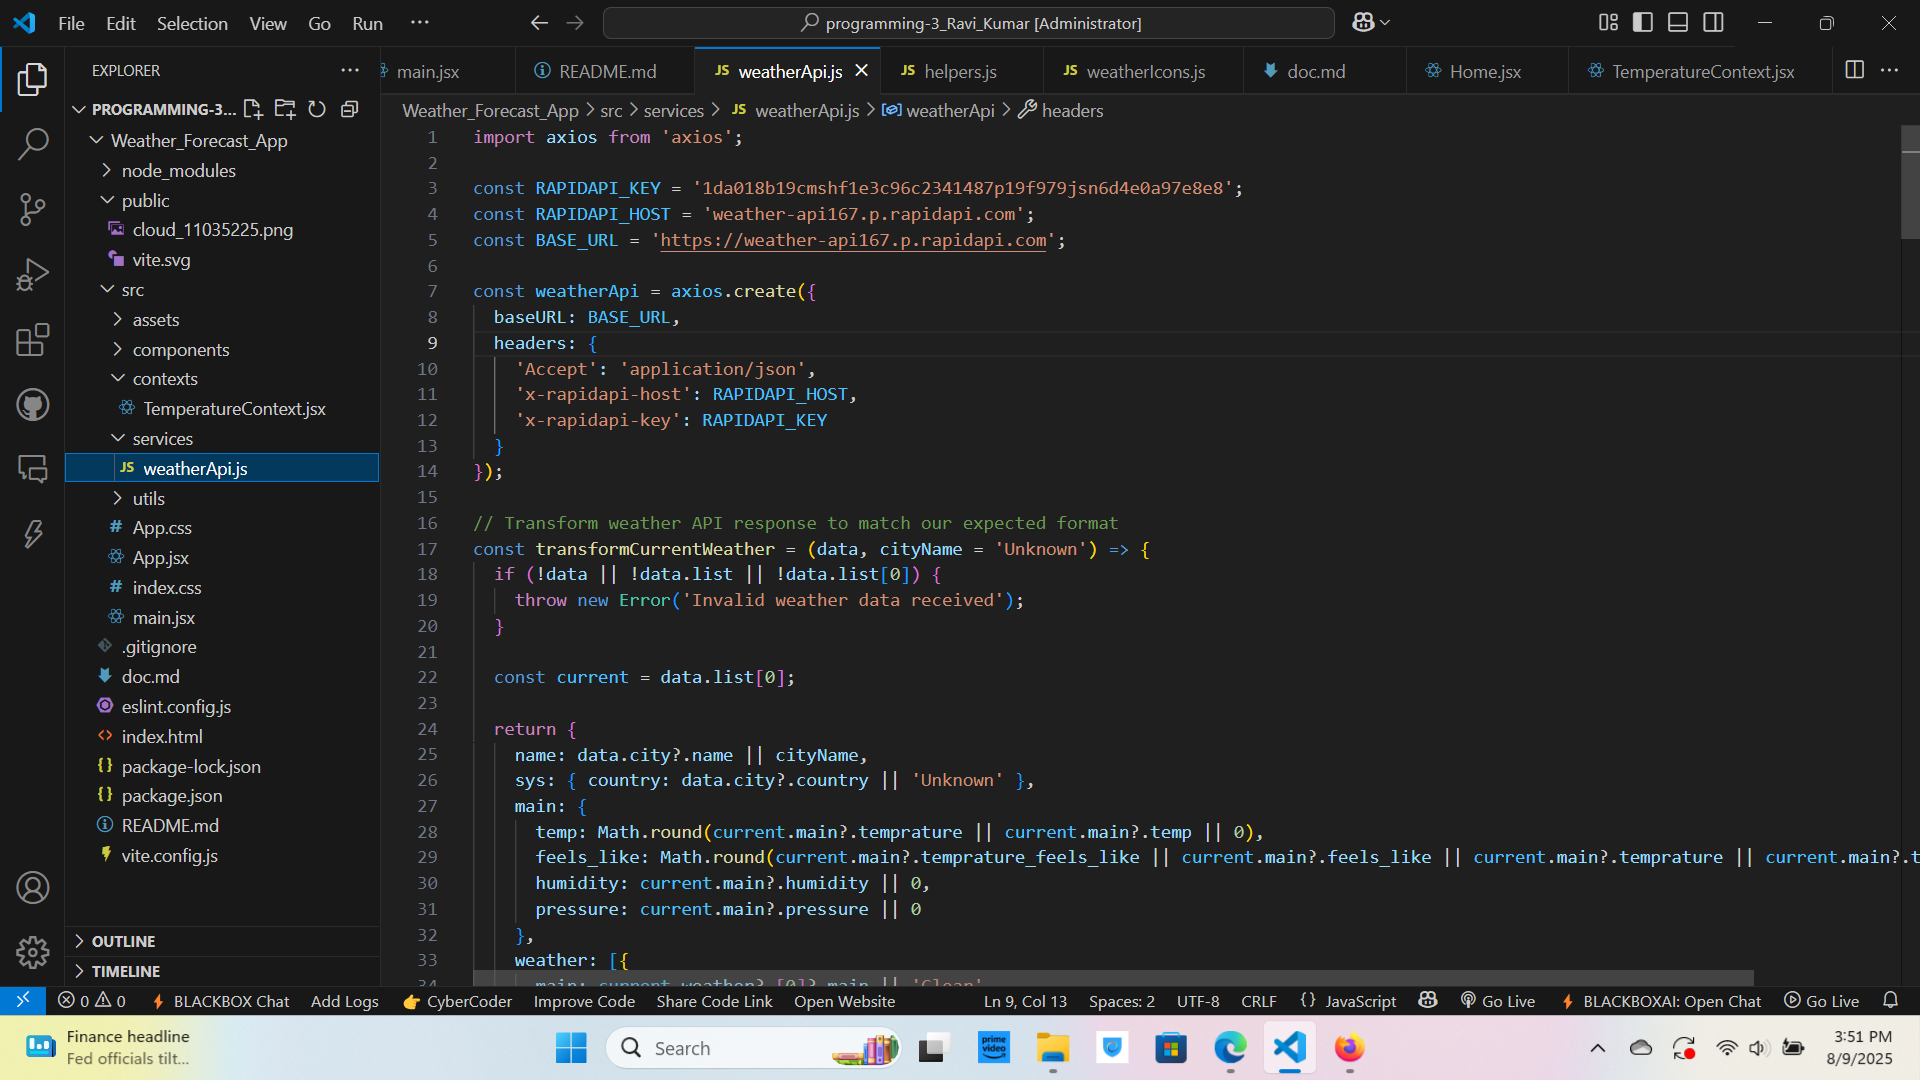 File Edit Selection View Go Run ··· programming-3_Ravi_Kumar [Administrator]
EXPLORER
PROGRAMMING-3...
Weather_Forecast_App
node_modules
public
cloud_11035225.png
vite.svg
src
assets
components
contexts
TemperatureContext.jsx
services
JS weatherApi.js
utils
# App.css
App.jsx
# index.css
main.jsx
.gitignore
doc.md
eslint.config.js
index.html
package-lock.json
package.json
README.md
vite.config.js
OUTLINE
TIMELINE
main.jsx README.md JS weatherApi.js JS helpers.js JS weatherIcons.js doc.md Home.jsx TemperatureContext.jsx
Weather_Forecast_App > src > services > JS weatherApi.js > weatherApi > headers
1 import axios from 'axios';
2
3 const RAPIDAPI_KEY = '1da018b19cmshf1e3c96c2341487p19f979jsn6d4e0a97e8e8';
4 const RAPIDAPI_HOST = 'weather-api167.p.rapidapi.com';
5 const BASE_URL = 'https://weather-api167.p.rapidapi.com';
6
7 const weatherApi = axios.create({
8 baseURL: BASE_URL,
9 headers: {
10 'Accept': 'application/json',
11 'x-rapidapi-host': RAPIDAPI_HOST,
12 'x-rapidapi-key': RAPIDAPI_KEY
13 }
14 });
15
16 // Transform weather API response to match our expected format
17 const transformCurrentWeather = (data, cityName = 'Unknown') => {
18 if (!data || !data.list || !data.list[0]) {
19 throw new Error('Invalid weather data received');
20 }
21
22 const current = data.list[0];
23
24 return {
25 name: data.city?.name || cityName,
26 sys: { country: data.city?.country || 'Unknown' },
27 main: {
28 temp: Math.round(current.main?.temprature || current.main?.temp || 0),
29 feels_like: Math.round(current.main?.temprature_feels_like || current.main?.feels_like || current.main?.temprature || current.main?.t
30 humidity: current.main?.humidity || 0,
31 pressure: current.main?.pressure || 0
32 },
33 weather: [{
34 main: current.weather?.[0]?.main || 'Clear',
0 0 BLACKBOX Chat Add Logs CyberCoder Improve Code Share Code Link Open Website Ln 9, Col 13 Spaces: 2 UTF-8 CRLF {} JavaScript Go Live BLACKBOXAI: Open Chat Go Live
Finance headline
Fed officials tilt...
Search
prime video
3:51 PM
8/9/2025